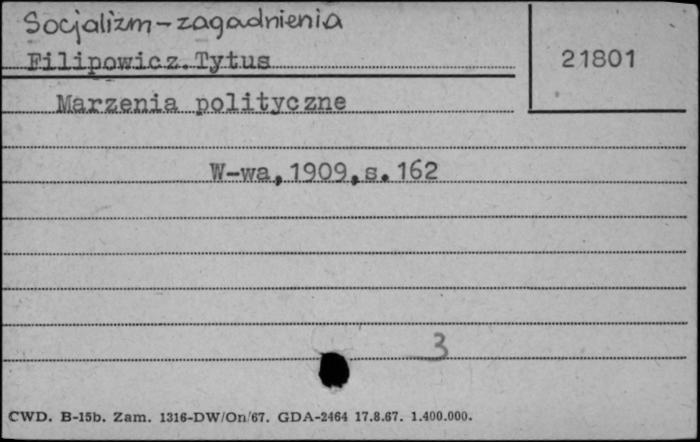 Socjalizm-zagadnienia
Filipowicz.Tytus
21801
Marzenia polityczne
W-wa,1909,s.162
3
CWD. B-15b. Zam. 1316-DW/On/67. GDA-2464 17.8.67. 1.400.000.